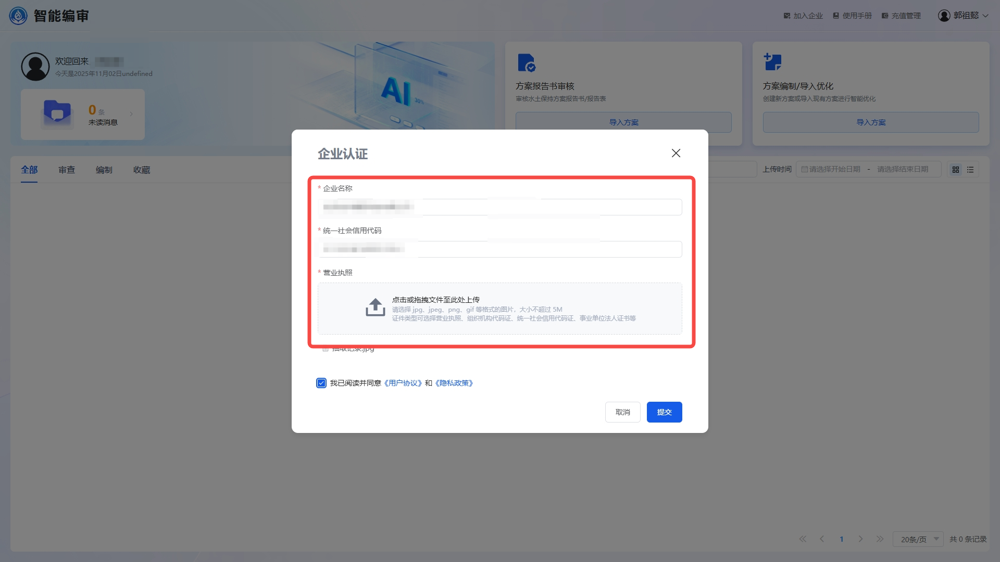 智能编审
加入企业
使用手册
充值管理
郭祖懿
欢迎回来
今天是2025年11月02日undefined
0 条
未读消息
AI
30%
方案报告书审核
审核水土保持方案报告书/报告表
导入方案
方案编制/导入优化
创建新方案或导入现有方案进行智能优化
导入方案
全部
审查
编制
收藏
上传时间
请选择开始日期 - 请选择结束日期
企业认证
* 企业名称
* 统一社会信用代码
* 营业执照
点击或拖拽文件至此处上传
请选择 jpg、jpeg、png、gif 等格式的图片，大小不超过 5M
证件类型可选择营业执照、组织机构代码证、统一社会信用代码证、事业单位法人证书等
抽取记录.jpg
我已阅读并同意《用户协议》和《隐私政策》
取消
提交
1
20条/页
共 0 条记录